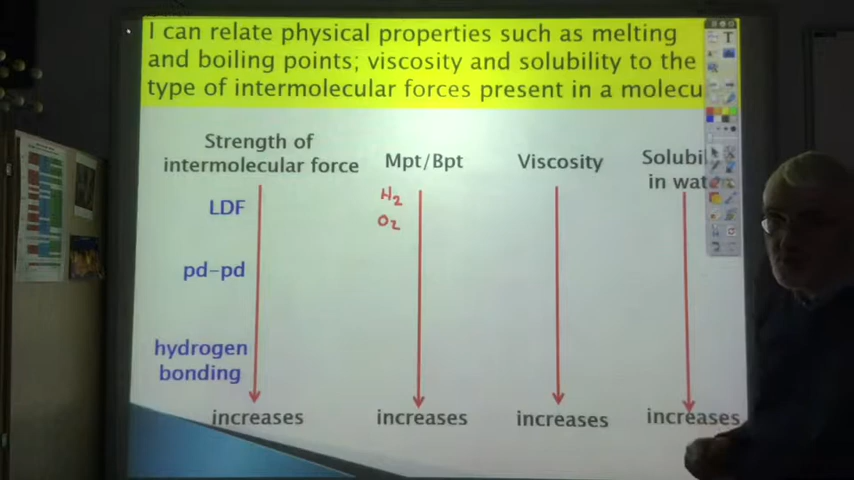 I can relate physical properties such as melting
and boiling points; viscosity and solubility to the
type of intermolecular forces present in a molecu
Strength of
intermolecular force
Mpt/Bpt
Viscosity
Solubi
in wat
LDF
H2
O2
pd-pd
hydrogen
bonding
increases
increases
increases
increases